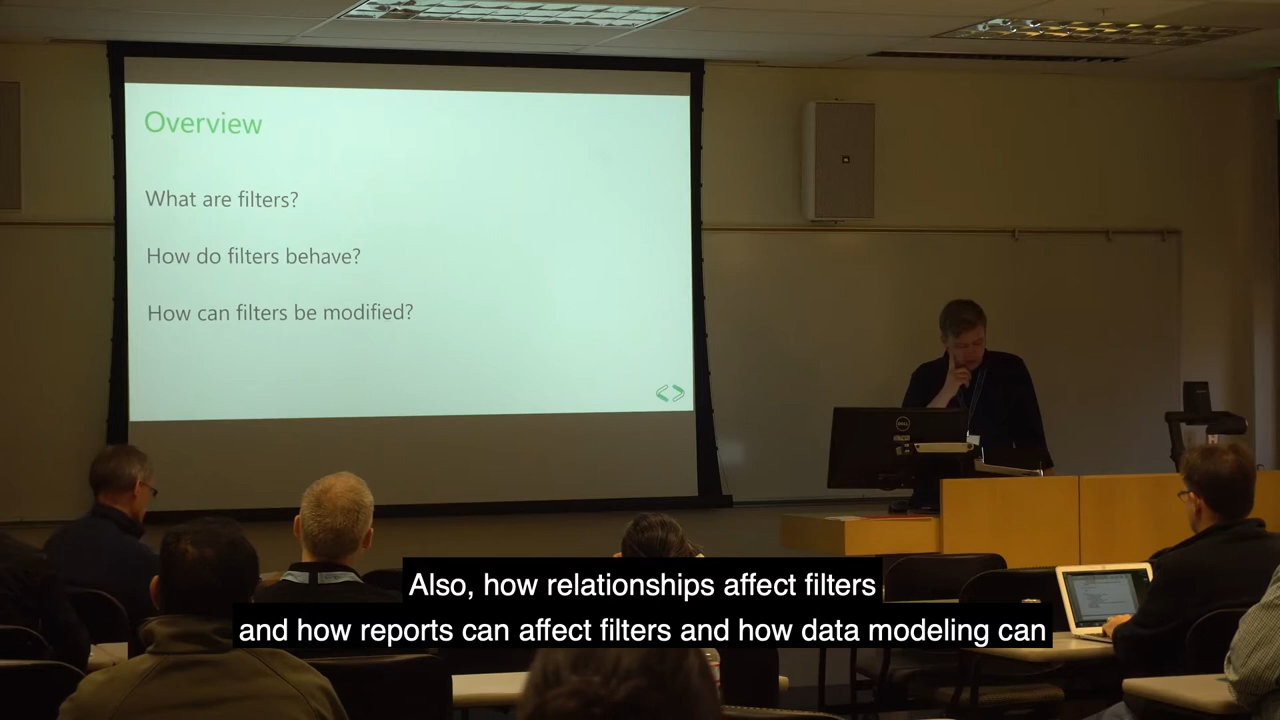 Overview
What are filters?
How do filters behave?
How can filters be modified?
DELL
Also, how relationships affect filters
and how reports can affect filters and how data modeling can